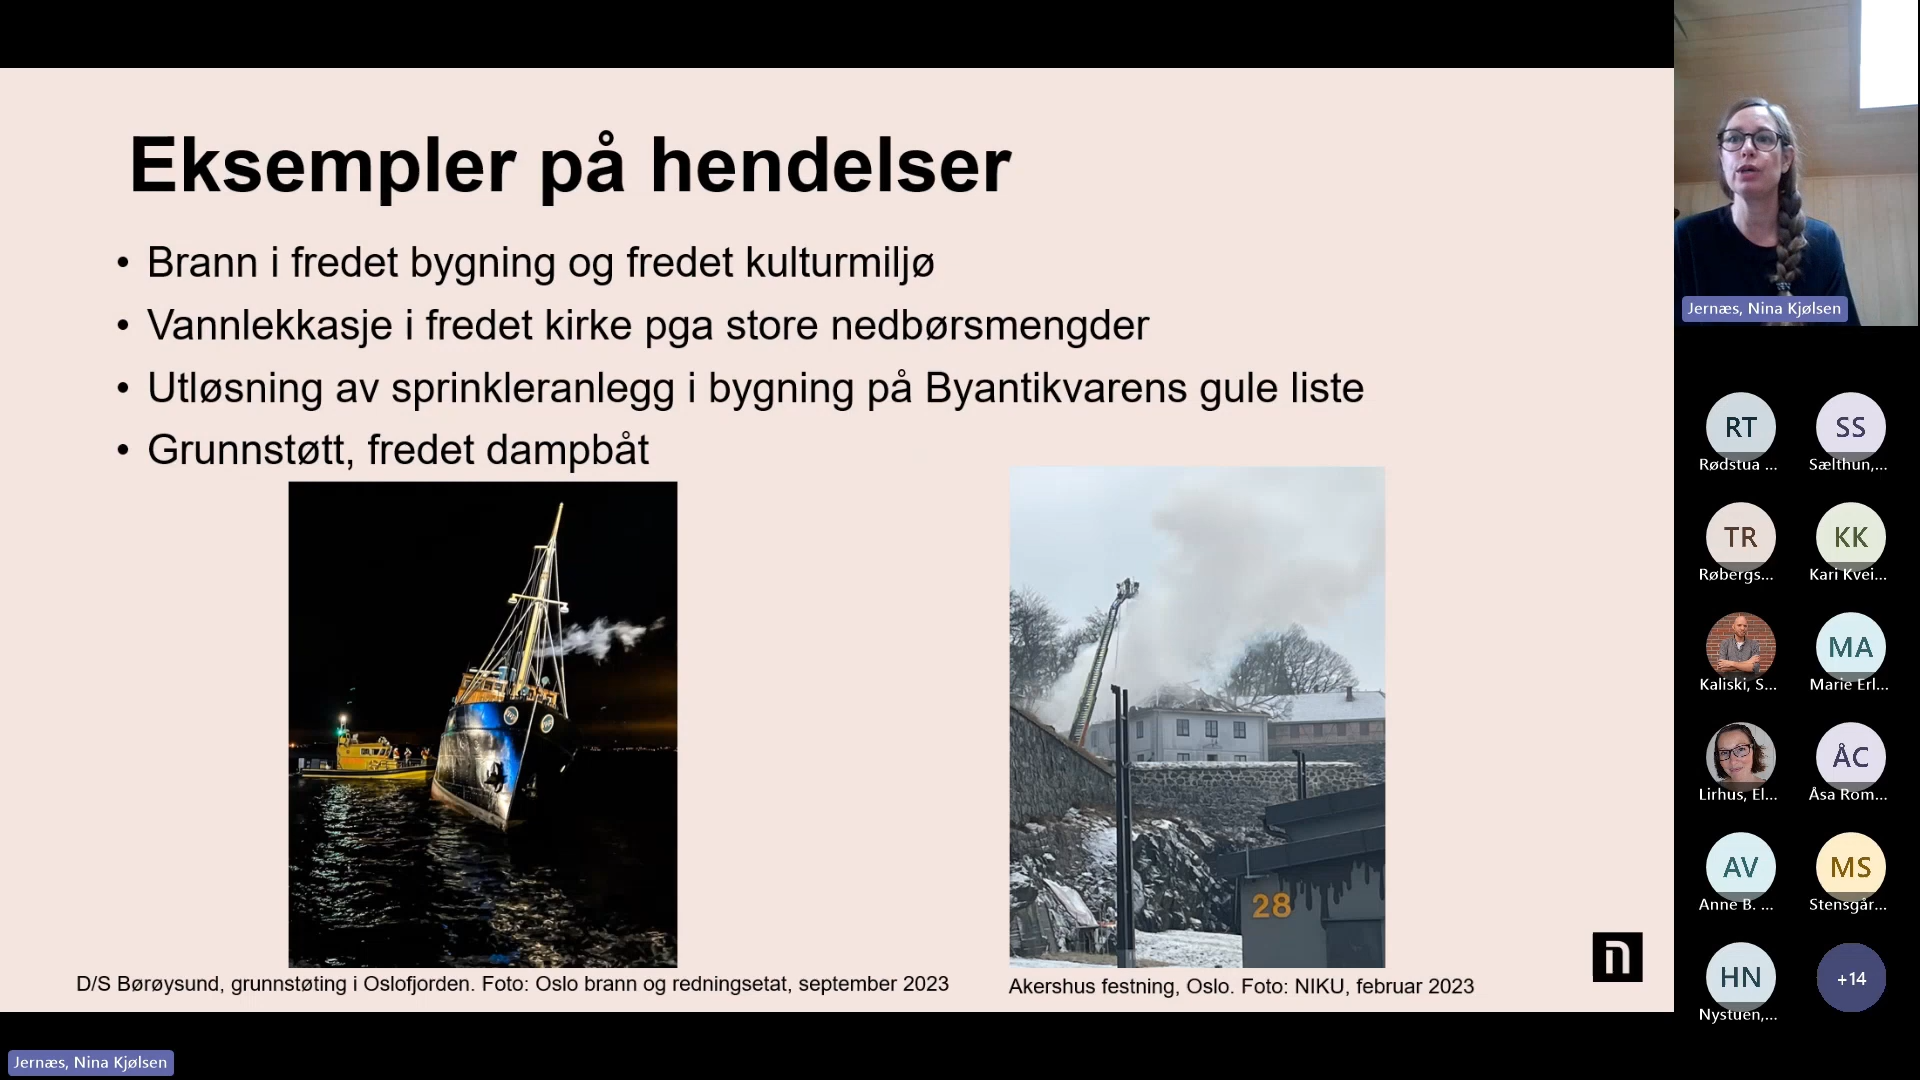 Eksempler på hendelser
• Brann i fredet bygning og fredet kulturmiljø
• Vannlekkasje i fredet kirke pga store nedbørsmengder
• Utløsning av sprinkleranlegg i bygning på Byantikvarens gule liste
• Grunnstøtt, fredet dampbåt
28
D/S Børøysund, grunnstøting i Oslofjorden. Foto: Oslo brann og redningsetat, september 2023
Akershus festning, Oslo. Foto: NIKU, februar 2023
n
Jernæs, Nina Kjølsen
RT
Rødstua ...
SS
Sælthun,...
TR
Røbergs...
KK
Kari Kvei...
Kaliski, S...
MA
Marie Erl...
Lirhus, El...
ÅC
Åsa Rom...
AV
Anne B. ...
MS
Stensgår...
HN
Nystuen,...
+14
Jernæs, Nina Kjølsen